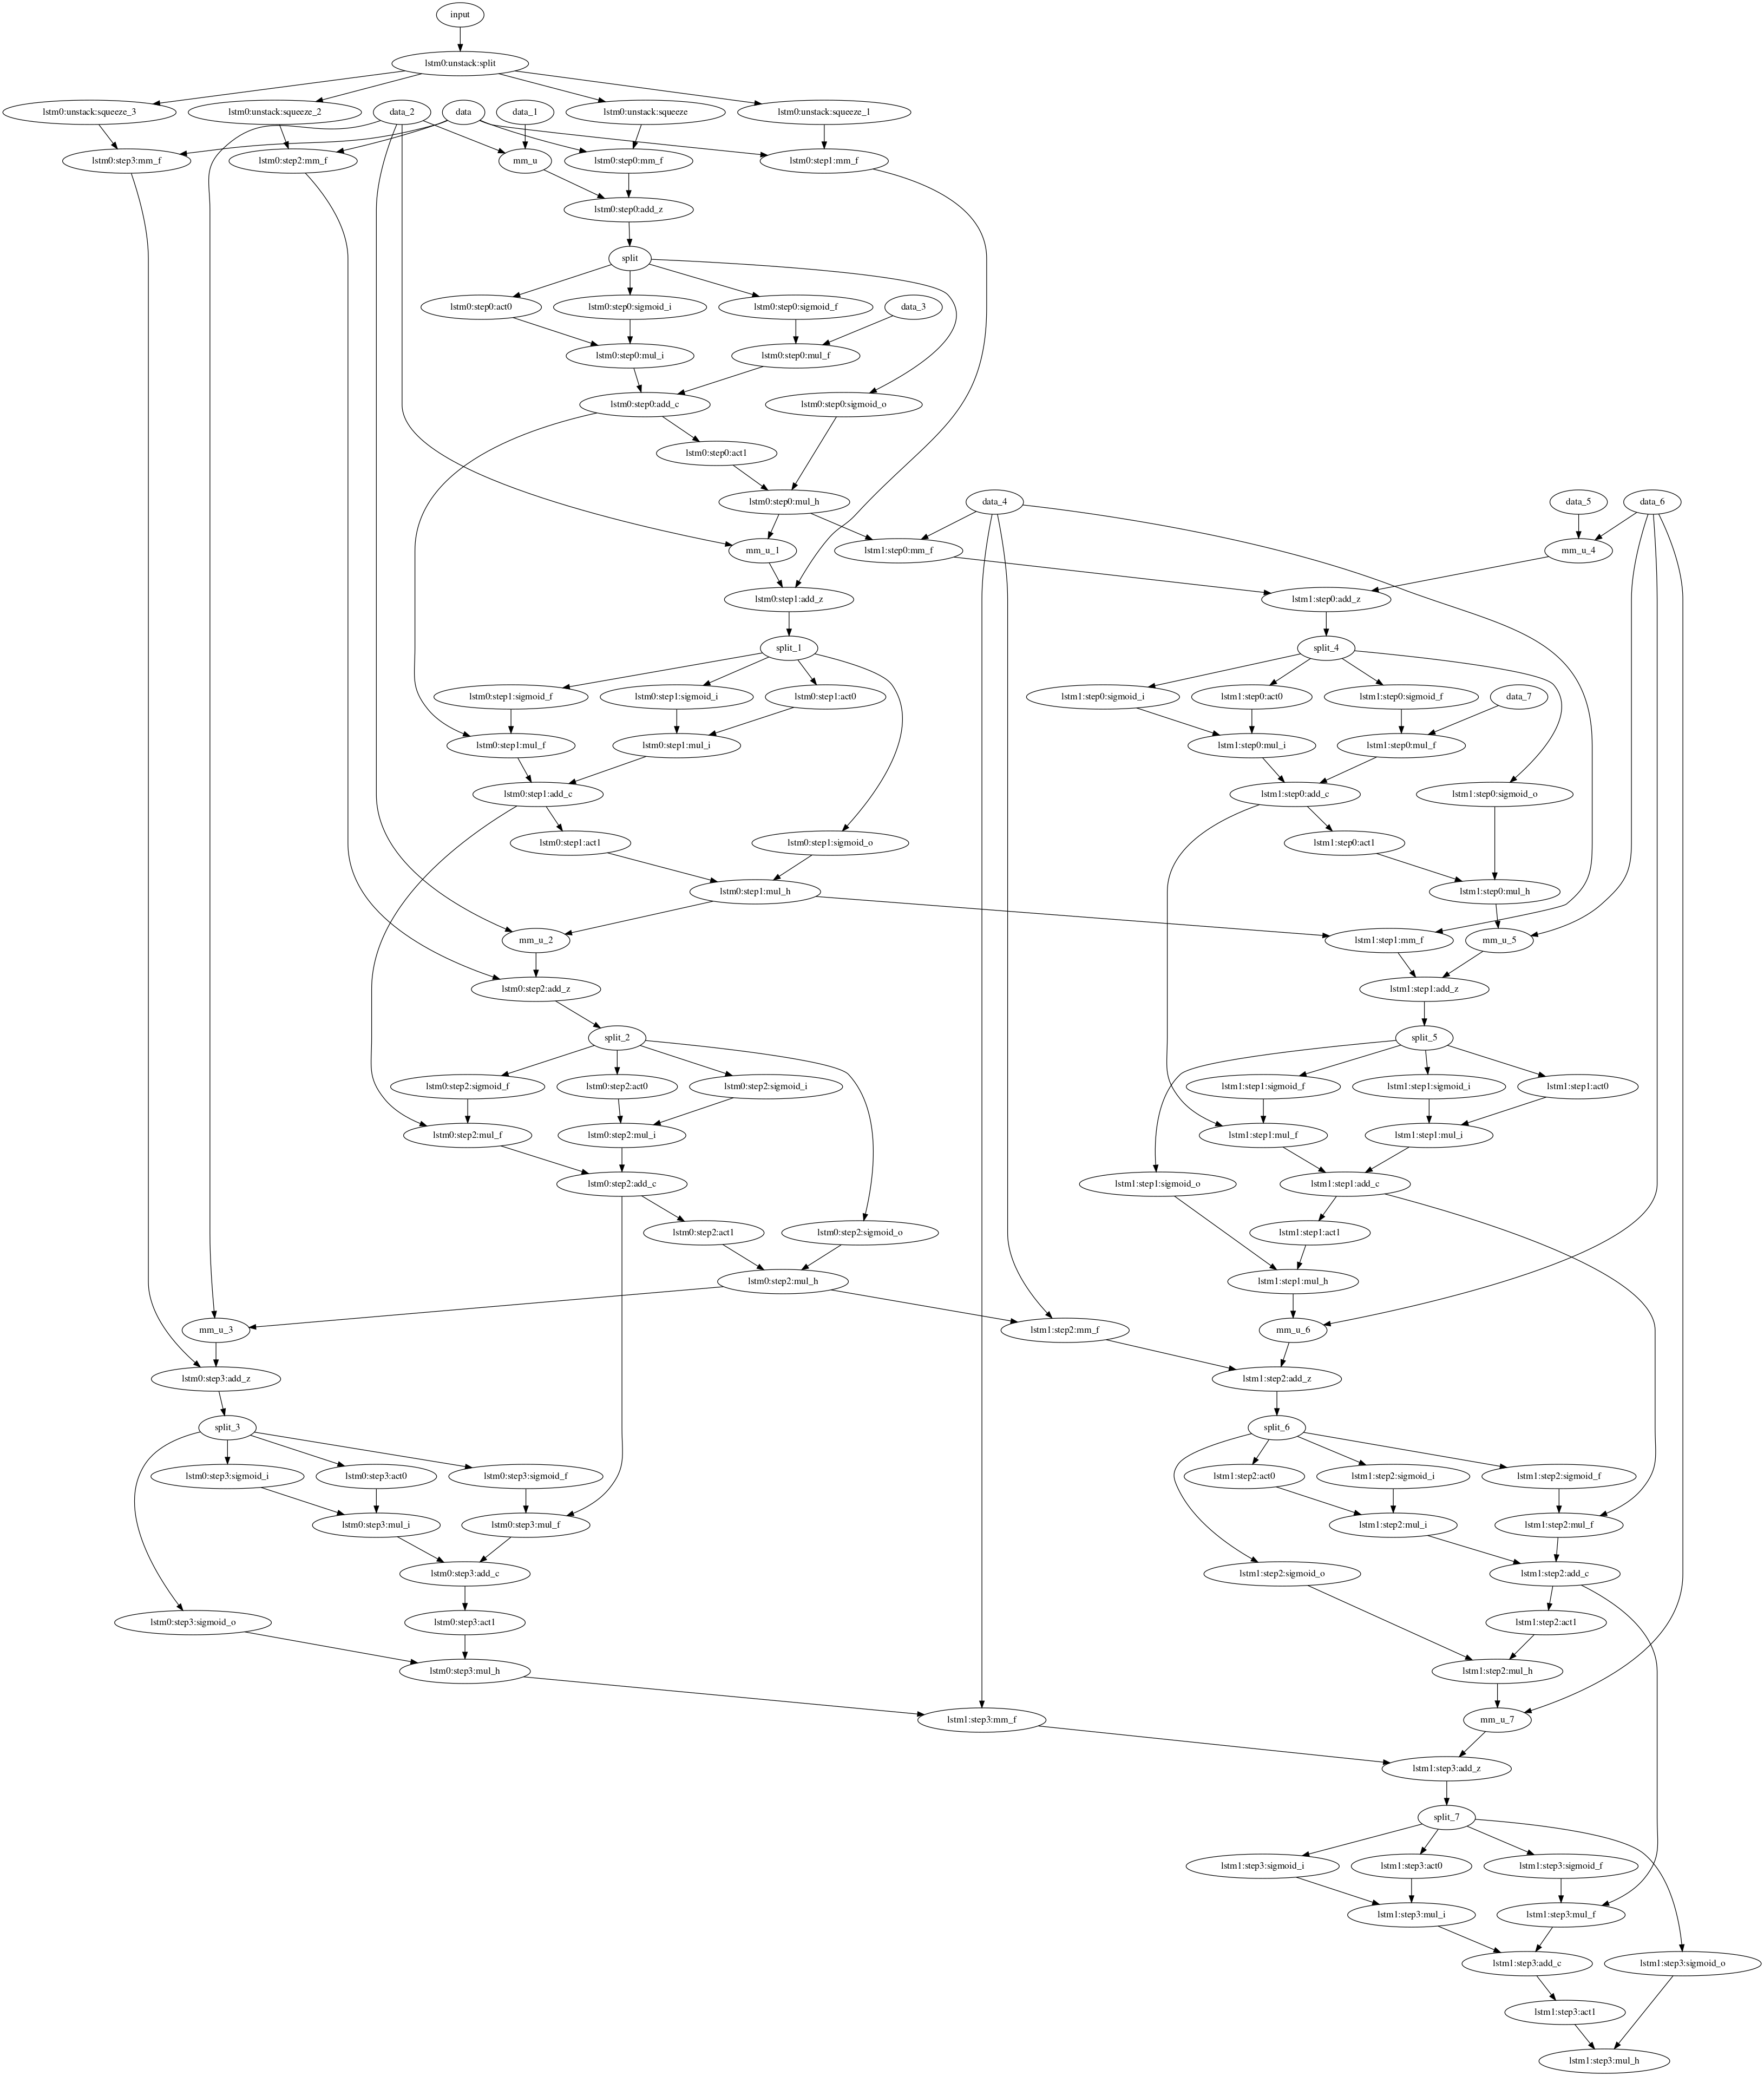 input
lstm0:unstack:split
lstm0:unstack:squeeze_3
lstm0:unstack:squeeze_2
data_2
data
data_1
lstm0:unstack:squeeze
lstm0:unstack:squeeze_1
lstm0:step3:mm_f
lstm0:step2:mm_f
mm_u
lstm0:step0:mm_f
lstm0:step1:mm_f
lstm0:step0:add_z
split
lstm0:step0:act0
lstm0:step0:sigmoid_i
lstm0:step0:sigmoid_f
data_3
lstm0:step0:mul_i
lstm0:step0:mul_f
lstm0:step0:add_c
lstm0:step0:sigmoid_o
lstm0:step0:act1
lstm0:step0:mul_h
data_4
data_5
data_6
mm_u_1
lstm1:step0:mm_f
mm_u_4
lstm0:step1:add_z
lstm1:step0:add_z
split_1
split_4
lstm0:step1:sigmoid_f
lstm0:step1:sigmoid_i
lstm0:step1:act0
lstm1:step0:sigmoid_i
lstm1:step0:act0
lstm1:step0:sigmoid_f
data_7
lstm0:step1:mul_f
lstm0:step1:mul_i
lstm1:step0:mul_i
lstm1:step0:mul_f
lstm0:step1:add_c
lstm1:step0:add_c
lstm1:step0:sigmoid_o
lstm0:step1:act1
lstm0:step1:sigmoid_o
lstm1:step0:act1
lstm0:step1:mul_h
lstm1:step0:mul_h
mm_u_2
lstm1:step1:mm_f
mm_u_5
lstm0:step2:add_z
lstm1:step1:add_z
split_2
split_5
lstm0:step2:sigmoid_f
lstm0:step2:act0
lstm0:step2:sigmoid_i
lstm1:step1:sigmoid_f
lstm1:step1:sigmoid_i
lstm1:step1:act0
lstm0:step2:mul_f
lstm0:step2:mul_i
lstm1:step1:mul_f
lstm1:step1:mul_i
lstm0:step2:add_c
lstm1:step1:sigmoid_o
lstm1:step1:add_c
lstm0:step2:act1
lstm0:step2:sigmoid_o
lstm1:step1:act1
lstm0:step2:mul_h
lstm1:step1:mul_h
mm_u_3
lstm1:step2:mm_f
mm_u_6
lstm0:step3:add_z
lstm1:step2:add_z
split_3
split_6
lstm0:step3:sigmoid_i
lstm0:step3:act0
lstm0:step3:sigmoid_f
lstm1:step2:act0
lstm1:step2:sigmoid_i
lstm1:step2:sigmoid_f
lstm0:step3:mul_i
lstm0:step3:mul_f
lstm1:step2:mul_i
lstm1:step2:mul_f
lstm0:step3:add_c
lstm1:step2:sigmoid_o
lstm1:step2:add_c
lstm0:step3:sigmoid_o
lstm0:step3:act1
lstm1:step2:act1
lstm0:step3:mul_h
lstm1:step2:mul_h
lstm1:step3:mm_f
mm_u_7
lstm1:step3:add_z
split_7
lstm1:step3:sigmoid_i
lstm1:step3:act0
lstm1:step3:sigmoid_f
lstm1:step3:mul_i
lstm1:step3:mul_f
lstm1:step3:add_c
lstm1:step3:sigmoid_o
lstm1:step3:act1
lstm1:step3:mul_h